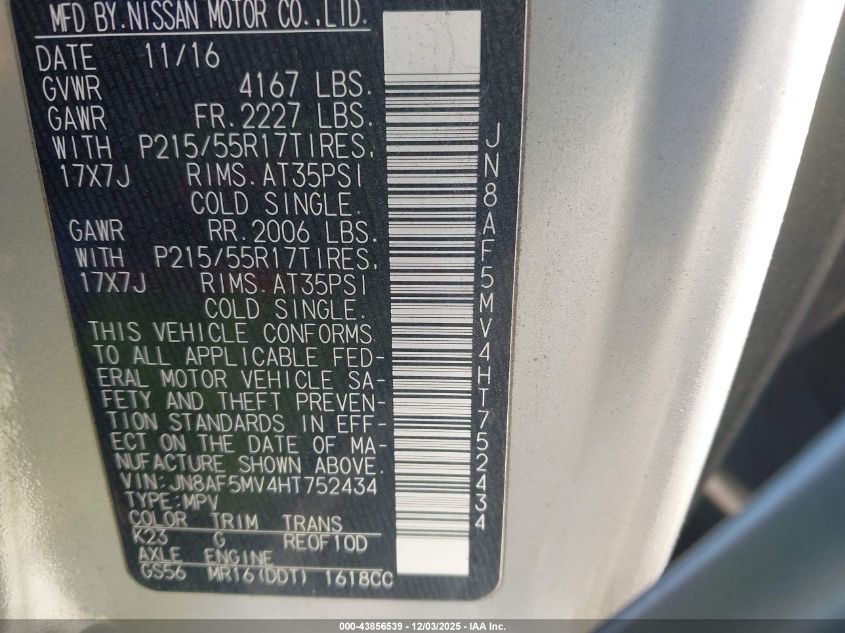 MFD BY. NISSAN MOTOR CO.,LTD.
DATE 11/16
GVWR 4167 LBS.
GAWR FR. 2227 LBS.
WITH P215/55R17TIRES,
17X7J RIMS. AT35PSI
COLD SINGLE.
GAWR RR. 2006 LBS.
WITH P215/55R17TIRES,
17X7J RIMS. AT35PSI
COLD SINGLE.
THIS VEHICLE CONFORMS
TO ALL APPLICABLE FED-
ERAL MOTOR VEHICLE SA-
FETY AND THEFT PREVEN-
TION STANDARDS IN EFF-
ECT ON THE DATE OF MA-
NUFACTURE SHOWN ABOVE.
VIN: JN8AF5MV4HT752434
TYPE: MPV
COLOR TRIM TRANS
K23 G RE0F10D
AXLE ENGINE
GS56 MR16(DDT) 1618CC
JN8AF5MV4HT752434
000-43856539 - 12/03/2025 - IAA Inc.